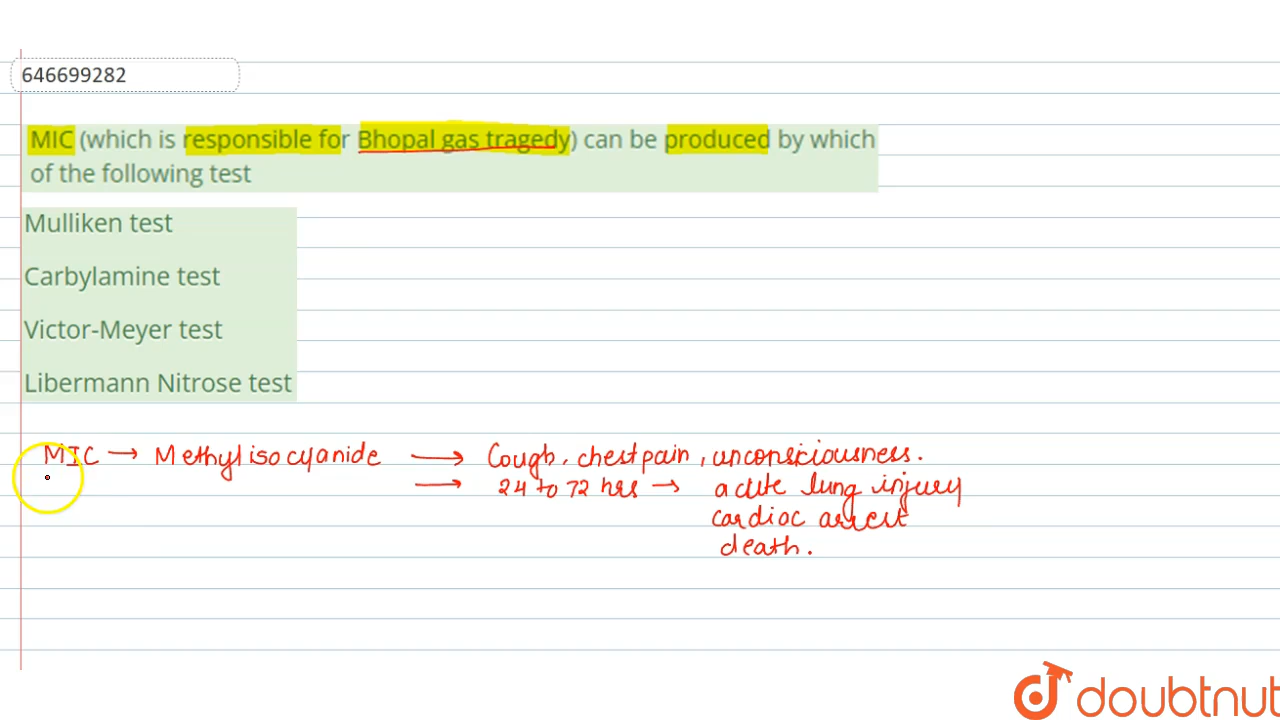 646699282
MIC (which is responsible for Bhopal gas tragedy) can be produced by which
of the following test
Mulliken test
Carbylamine test
Victor-Meyer test
Libermann Nitrose test
MIC → Methyl isocyanide → Cough, chest pain, unconsciousness.
→ 24 to 72 hrs → acute lung injury
cardioc arrest
death.
doubtnut